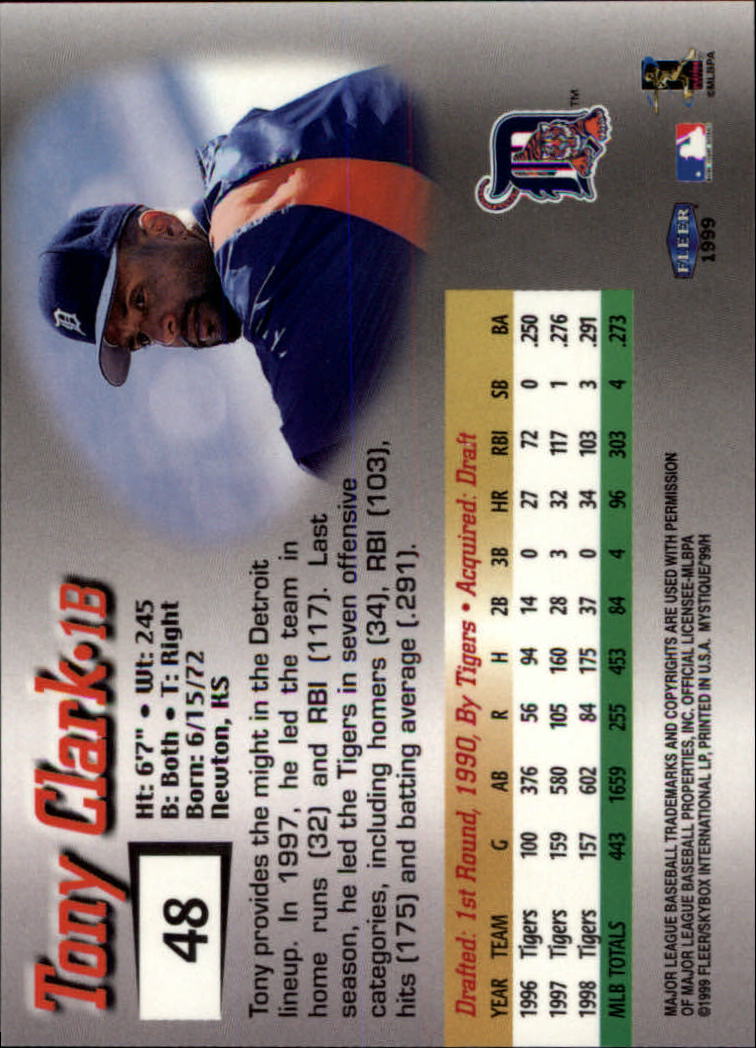 Tony Clark•1B
48
Ht: 6'7" • Wt: 245
B: Both • T: Right
Born: 6/15/72
Newton, KS
Tony provides the might in the Detroit
lineup. In 1997, he led the team in
home runs (32) and RBI (117). Last
season, he led the Tigers in seven offensive
categories, including homers (34), RBI (103),
hits (175) and batting average (.291).
Drafted: 1st Round, 1990, By Tigers • Acquired: Draft
YEAR TEAM G AB R H 2B 3B HR RBI SB BA
1996 Tigers 100 376 56 94 14 0 27 72 0 .250
1997 Tigers 159 580 105 160 28 3 32 117 1 .276
1998 Tigers 157 602 84 175 37 0 34 103 3 .291
MLB TOTALS 443 1659 255 453 84 4 96 303 4 .273
MAJOR LEAGUE BASEBALL TRADEMARKS AND COPYRIGHTS ARE USED WITH PERMISSION
OF MAJOR LEAGUE BASEBALL PROPERTIES, INC. OFFICIAL LICENSEE-MLBPA
©1999 FLEER/SKYBOX INTERNATIONAL LP, PRINTED IN U.S.A. MYSTIQUE/'99/H
D
TM
©MLBPA
FLEER
1999